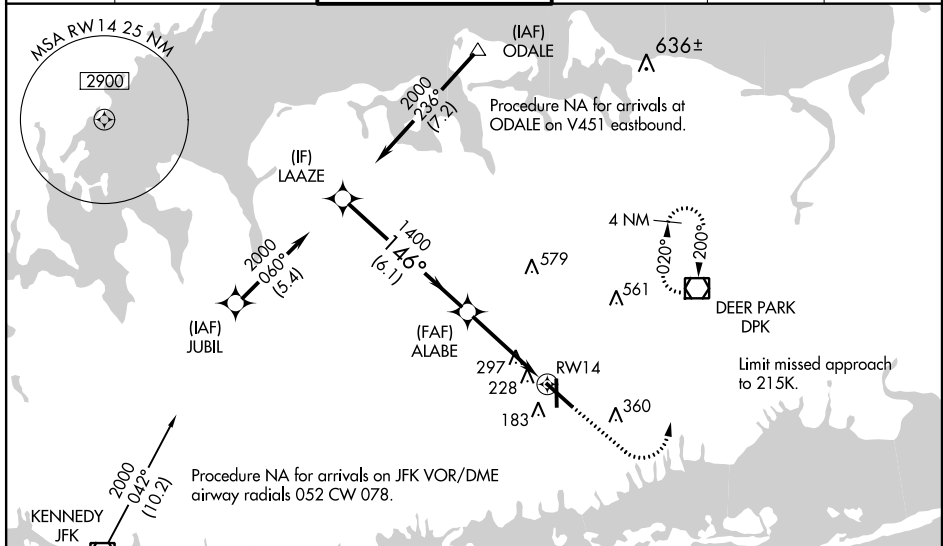 MSA RW14 25 NM
2900
(IAF)
ODALE
636±
2000
236°
(7.2)
Procedure NA for arrivals at
ODALE on V451 eastbound.
(IF)
LAAZE
1400
146°
(6.1)
4 NM
020°
200°
2000
060°
(5.4)
579
561
DEER PARK
DPK
(IAF)
JUBIL
(FAF)
ALABE
297
228
183
RW14
360
Limit missed approach
to 215K.
2000
042°
(10.2)
Procedure NA for arrivals on JFK VOR/DME
airway radials 052 CW 078.
KENNEDY
JFK